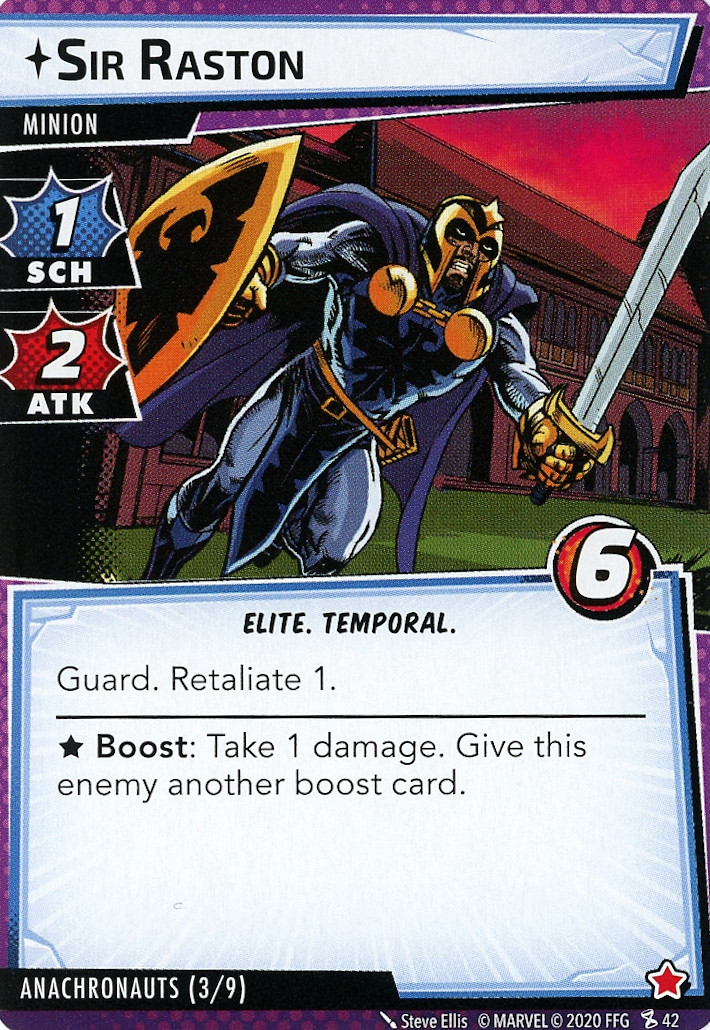 Sir Raston
MINION
1
SCH
2
ATK
6
ELITE. TEMPORAL.
Guard. Retaliate 1.
★ Boost: Take 1 damage. Give this
enemy another boost card.
ANACHRONAUTS (3/9)
Steve Ellis © MARVEL © 2020 FFG 42